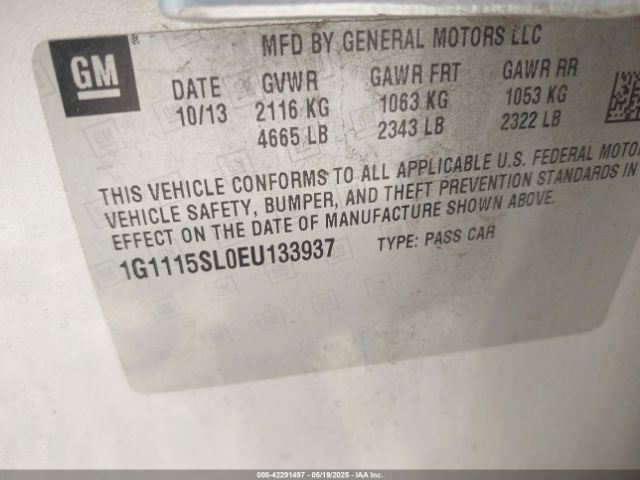 GM ®
MFD BY GENERAL MOTORS LLC
DATE GVWR GAWR FRT GAWR RR
10/13 2116 KG 1063 KG 1053 KG
4665 LB 2343 LB 2322 LB
THIS VEHICLE CONFORMS TO ALL APPLICABLE U.S. FEDERAL MOTOR
VEHICLE SAFETY, BUMPER, AND THEFT PREVENTION STANDARDS IN
EFFECT ON THE DATE OF MANUFACTURE SHOWN ABOVE.
1G1115SL0EU133937 TYPE: PASS CAR
000-42291497 - 05/19/2025 - IAA Inc.